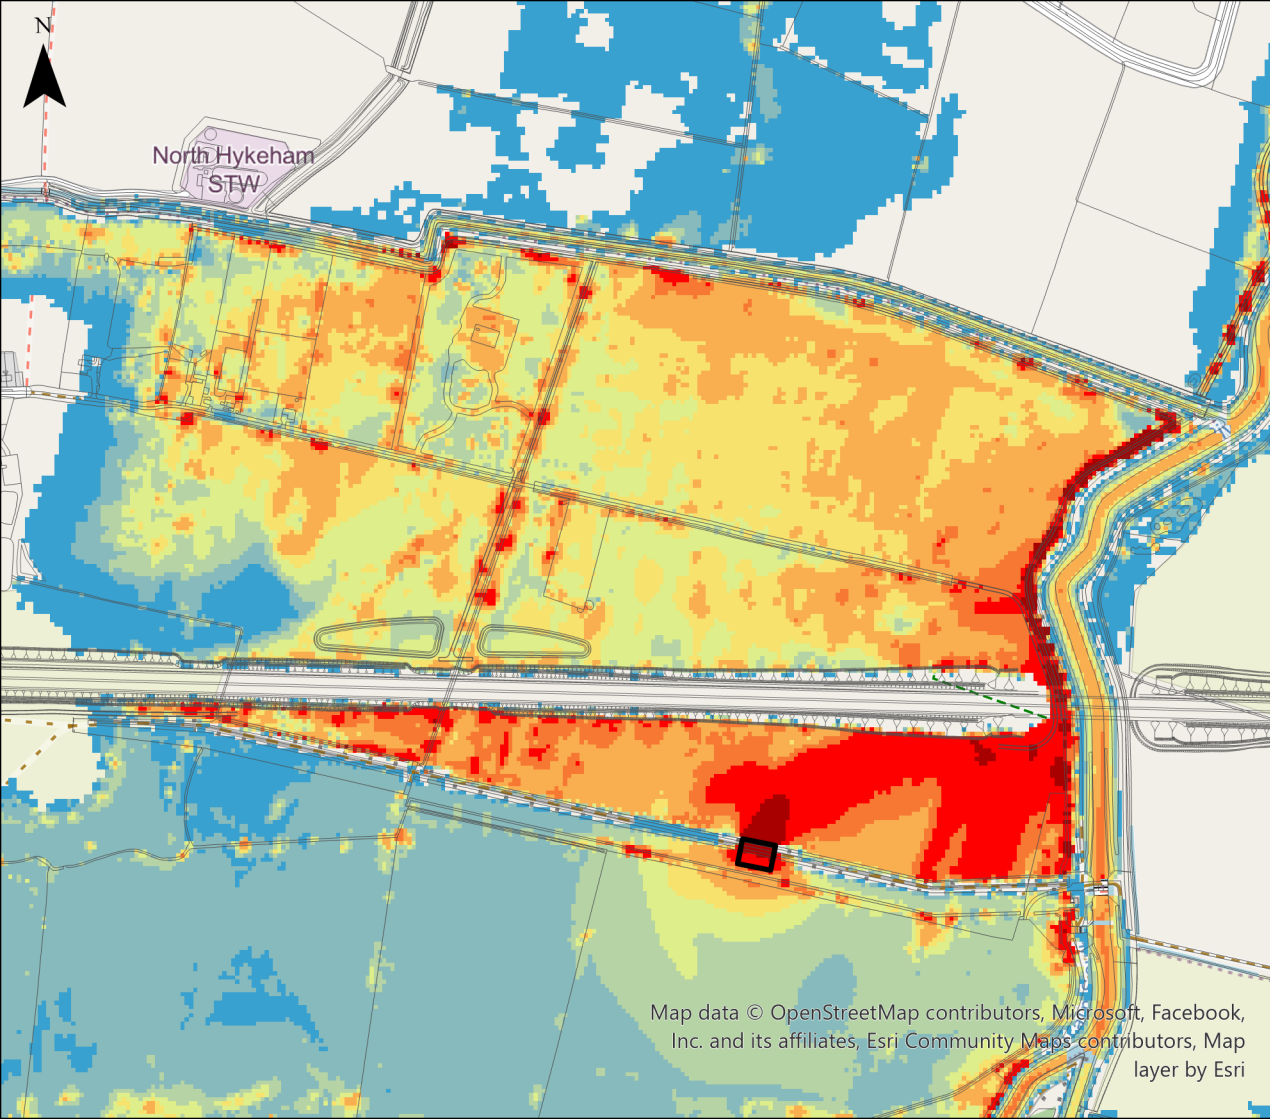 N
North Hykeham
STW
Map data © OpenStreetMap contributors, Microsoft, Facebook,
Inc. and its affiliates, Esri Community Maps contributors, Map
layer by Esri